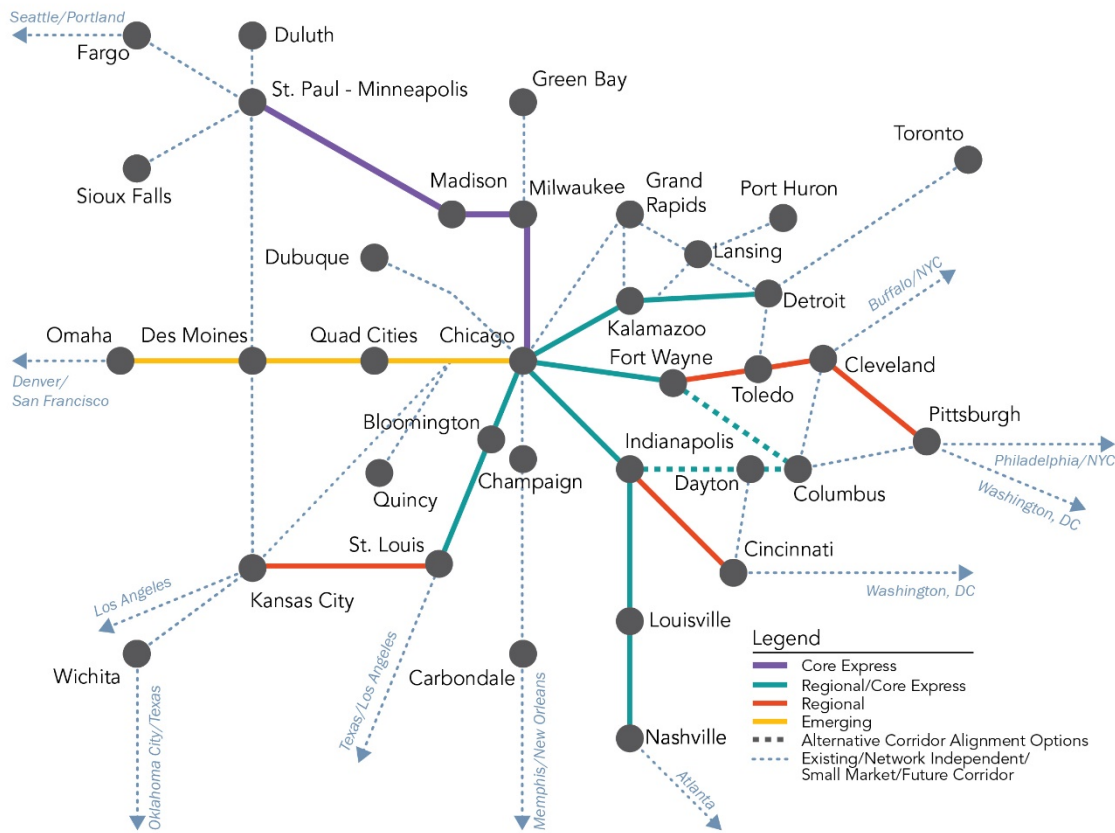 Seattle/Portland
Fargo
Duluth
St. Paul - Minneapolis
Green Bay
Toronto
Sioux Falls
Madison
Milwaukee
Grand
Rapids
Port Huron
Dubuque
Lansing
Detroit
Buffalo/NYC
Omaha
Des Moines
Quad Cities
Chicago
Kalamazoo
Fort Wayne
Toledo
Cleveland
Denver/
San Francisco
Bloomington
Indianapolis
Pittsburgh
Philadelphia/NYC
Washington, DC
Quincy
Champaign
Dayton
Columbus
St. Louis
Cincinnati
Washington, DC
Kansas City
Los Angeles
Louisville
Wichita
Carbondale
Nashville
Oklahoma City/Texas
Texas/Los Angeles
Memphis/New Orleans
Atlanta
Legend
Core Express
Regional/Core Express
Regional
Emerging
Alternative Corridor Alignment Options
Existing/Network Independent/
Small Market/Future Corridor